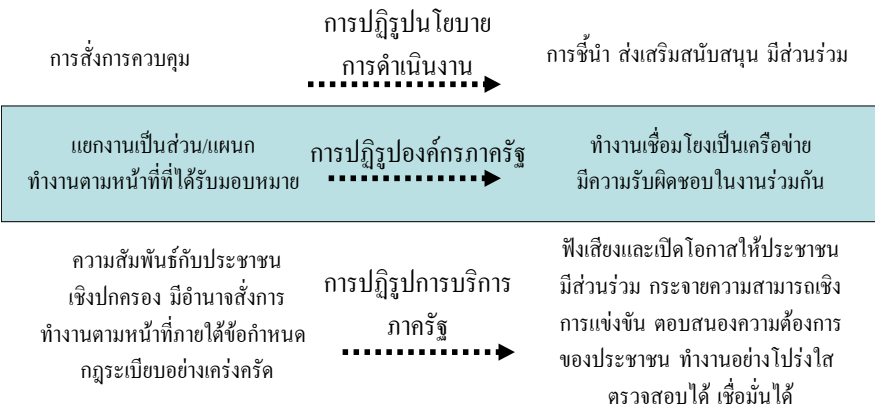 การสั่งการควบคุม
การปฏิรูปนโยบาย
การดำเนินงาน
การชี้นำ ส่งเสริมสนับสนุน มีส่วนร่วม
แยกงานเป็นส่วน/แผนก
ทำงานตามหน้าที่ที่ได้รับมอบหมาย
การปฏิรูปองค์กรภาครัฐ
ทำงานเชื่อมโยงเป็นเครือข่าย
มีความรับผิดชอบในงานร่วมกัน
ความสัมพันธ์กับประชาชน
เชิงปกครอง มีอำนาจสั่งการ
ทำงานตามหน้าที่ภายใต้ข้อกำหนด
กฎระเบียบอย่างเคร่งครัด
การปฏิรูปการบริการ
ภาครัฐ
ฟังเสียงและเปิดโอกาสให้ประชาชน
มีส่วนร่วม กระจายความสามารถเชิง
การแข่งขัน ตอบสนองความต้องการ
ของประชาชน ทำงานอย่างโปร่งใส
ตรวจสอบได้ เชื่อมั่นได้